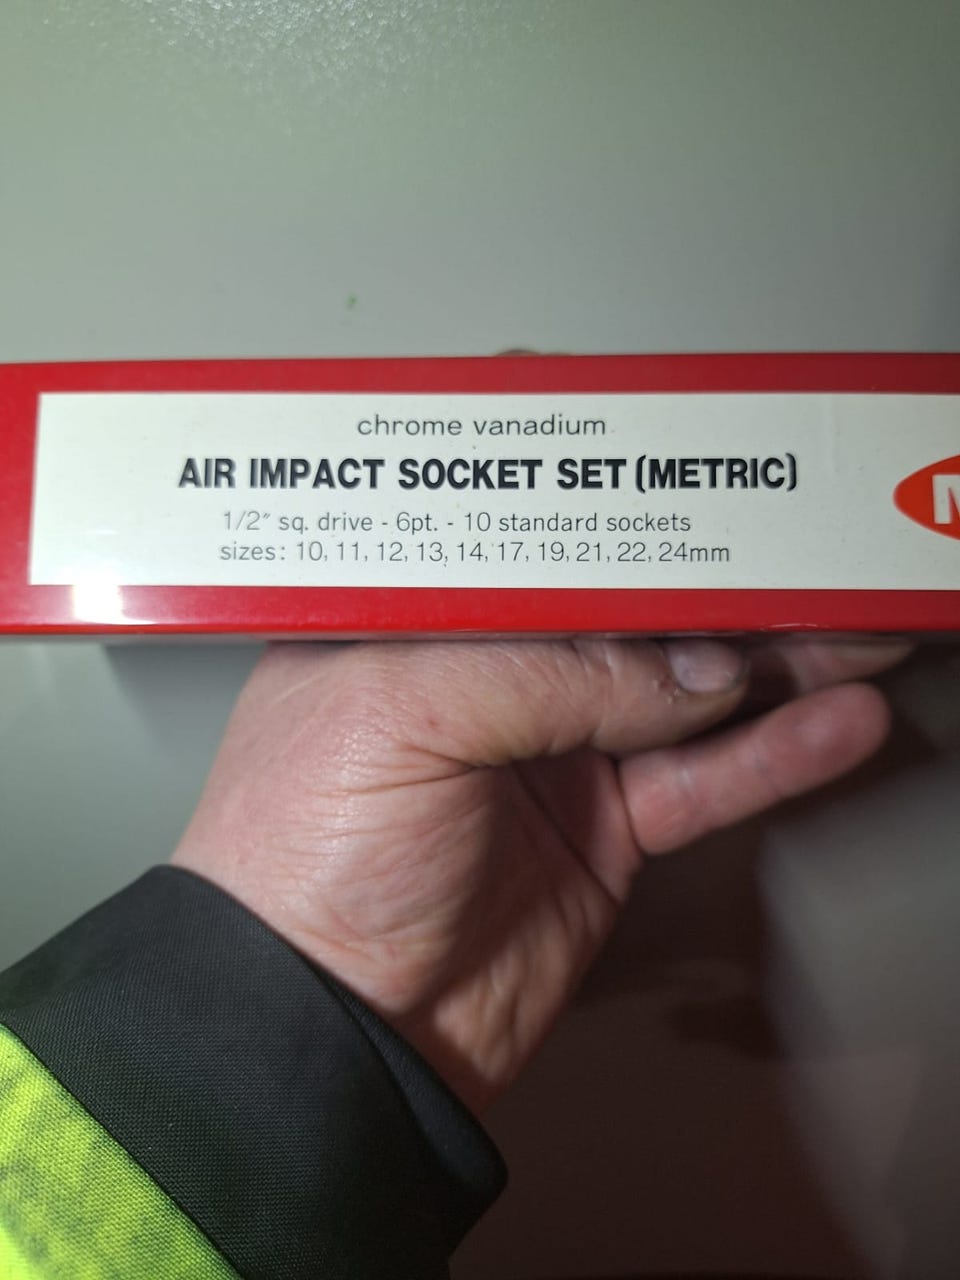 chrome vanadium
AIR IMPACT SOCKET SET (METRIC)
1/2" sq. drive - 6pt. - 10 standard sockets
sizes: 10, 11, 12, 13, 14, 17, 19, 21, 22, 24mm